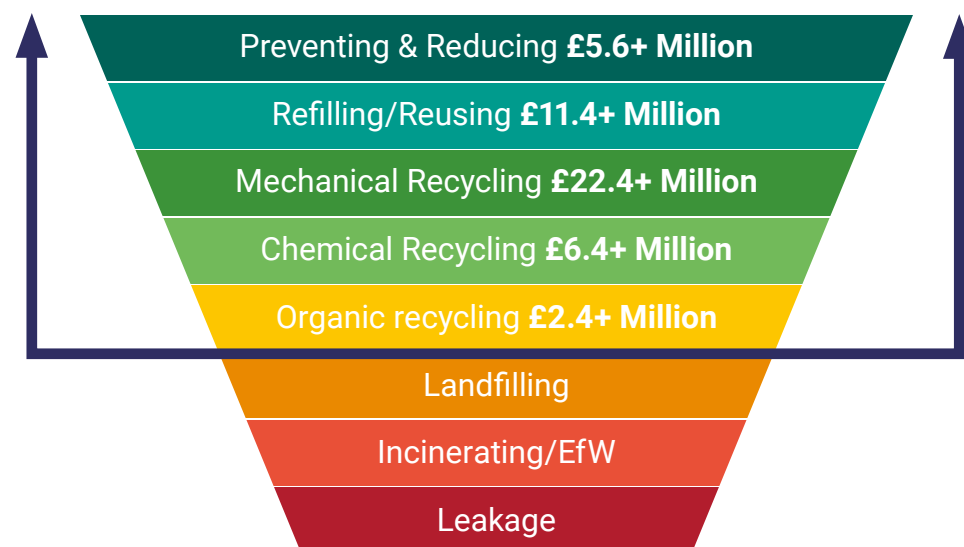 Preventing & Reducing £5.6+ Million
Refilling/Reusing £11.4+ Million
Mechanical Recycling £22.4+ Million
Chemical Recycling £6.4+ Million
Organic recycling £2.4+ Million
Landfilling
Incinerating/EfW
Leakage